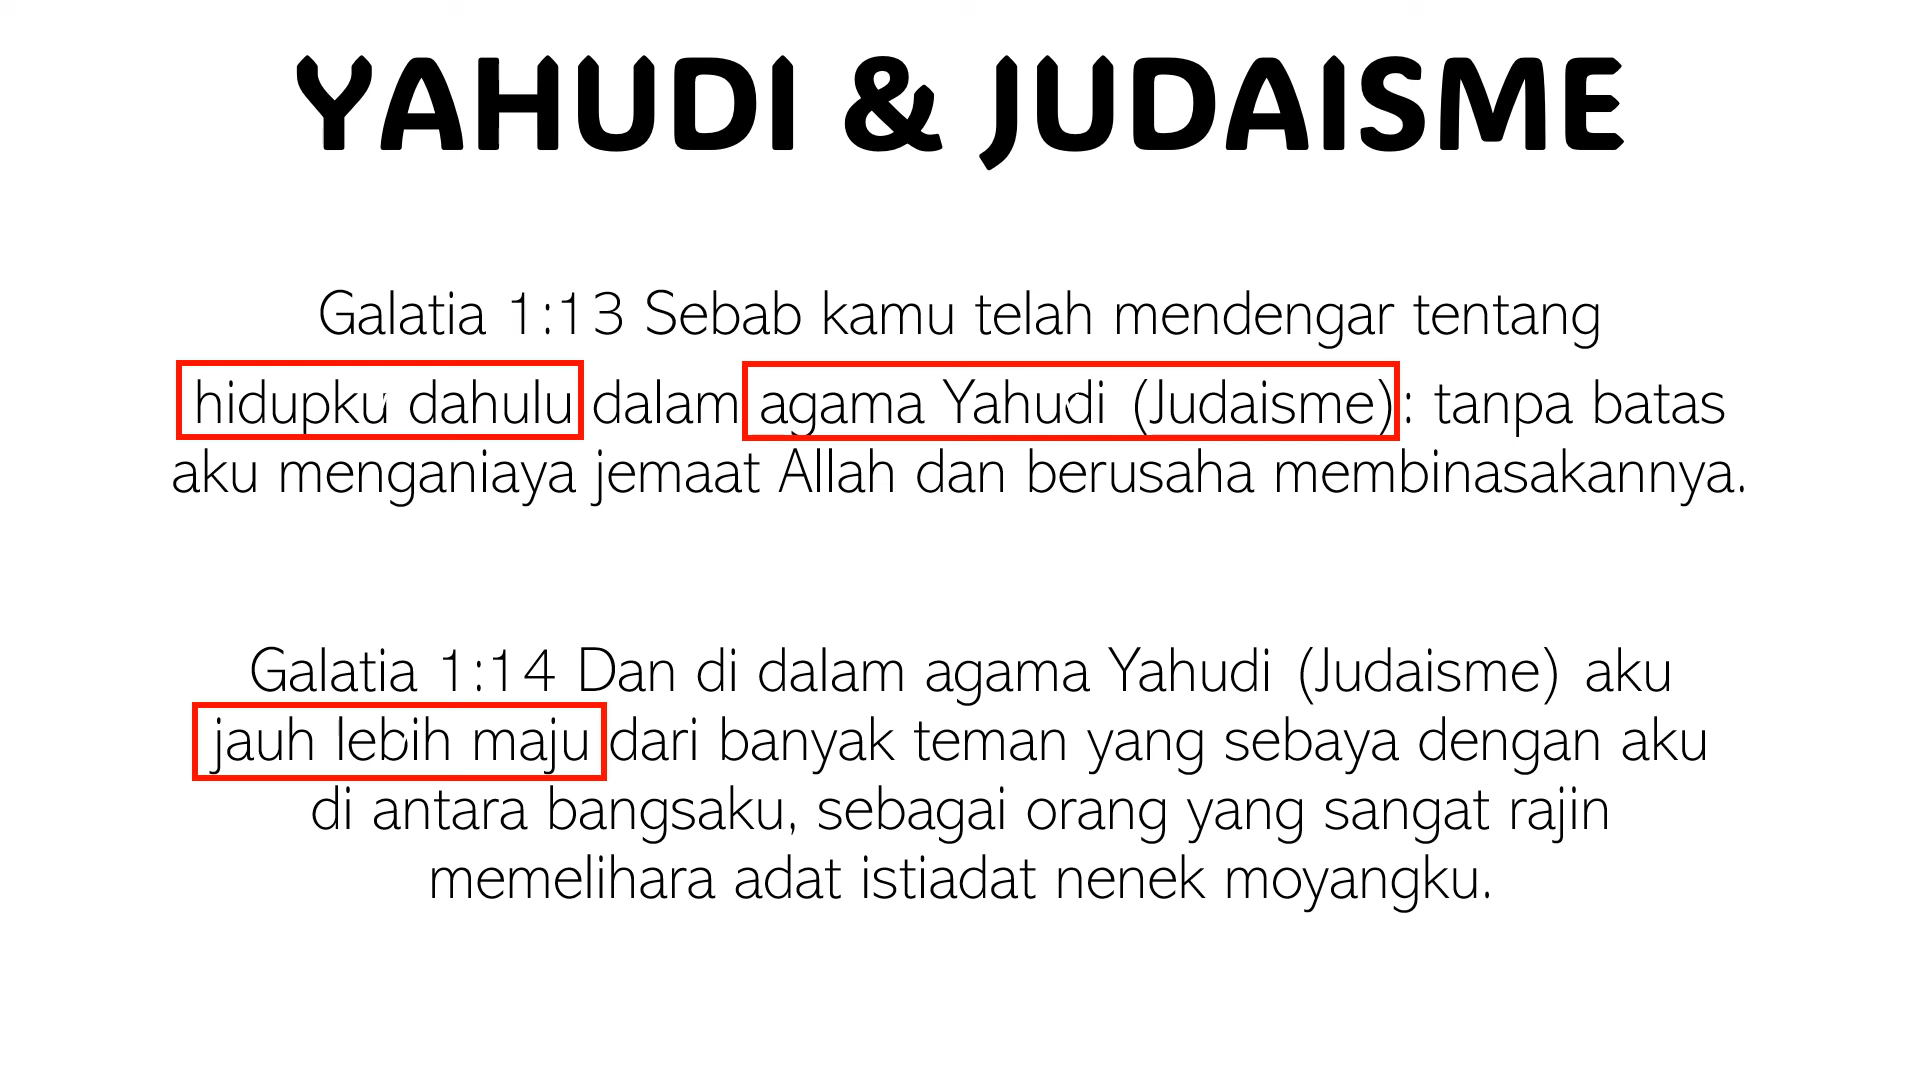 YAHUDI & JUDAISME
Galatia 1:13 Sebab kamu telah mendengar tentang
hidupku dahulu dalam agama Yahudi (Judaisme): tanpa batas
aku menganiaya jemaat Allah dan berusaha membinasakannya.
Galatia 1:14 Dan di dalam agama Yahudi (Judaisme) aku
jauh lebih maju dari banyak teman yang sebaya dengan aku
di antara bangsaku, sebagai orang yang sangat rajin
memelihara adat istiadat nenek moyangku.